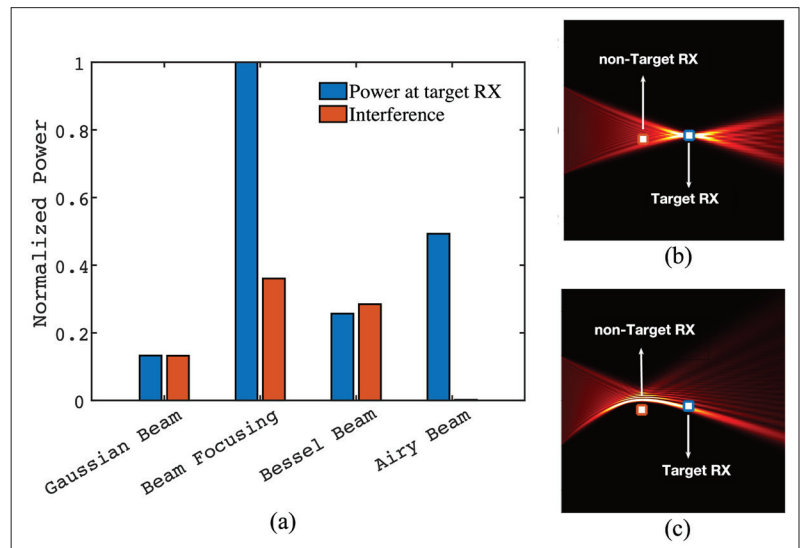 1
0.8
0.6
0.4
0.2
0
Normalized Power
Power at target RX
Interference
Gaussian Beam
Beam Focusing
Bessel Beam
Airy Beam
(a)
non-Target RX
Target RX
(b)
non-Target RX
Target RX
(c)